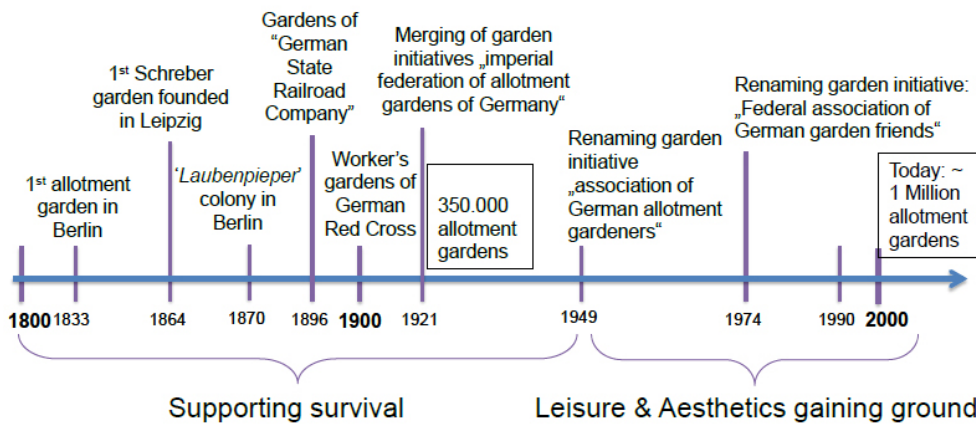 1st allotment
garden in
Berlin
1st Schreber
garden founded
in Leipzig
‘Laubenpieper’
colony in
Berlin
Gardens of
“German
State
Railroad
Company”
Worker’s
gardens of
German
Red Cross
Merging of garden
initiatives „imperial
federation of allotment
gardens of Germany“
350.000
allotment
gardens
Renaming garden
initiative
„association of
German allotment
gardeners“
Renaming garden initiative:
„Federal association of
German garden friends“
Today: ~
1 Million
allotment
gardens
1800 1833 1864 1870 1896 1900 1921 1949 1974 1990 2000
Supporting survival
Leisure & Aesthetics gaining ground